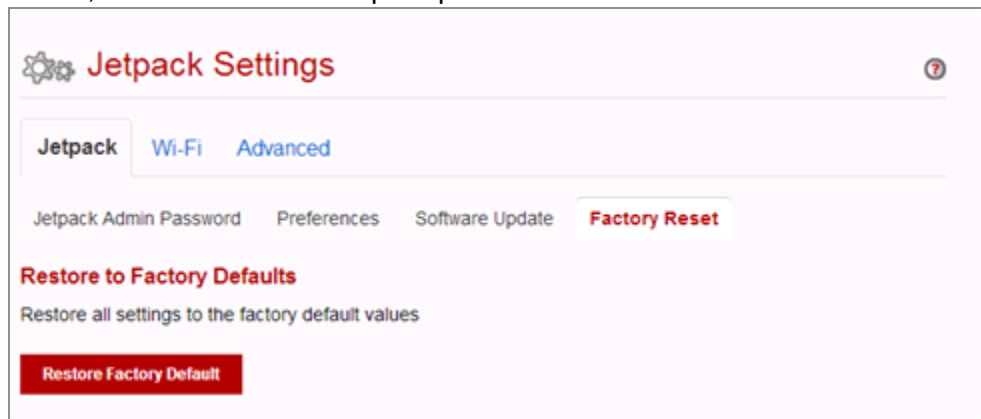 Jetpack Settings
?
Jetpack Wi-Fi Advanced
Jetpack Admin Password Preferences Software Update Factory Reset
Restore to Factory Defaults
Restore all settings to the factory default values
Restore Factory Default